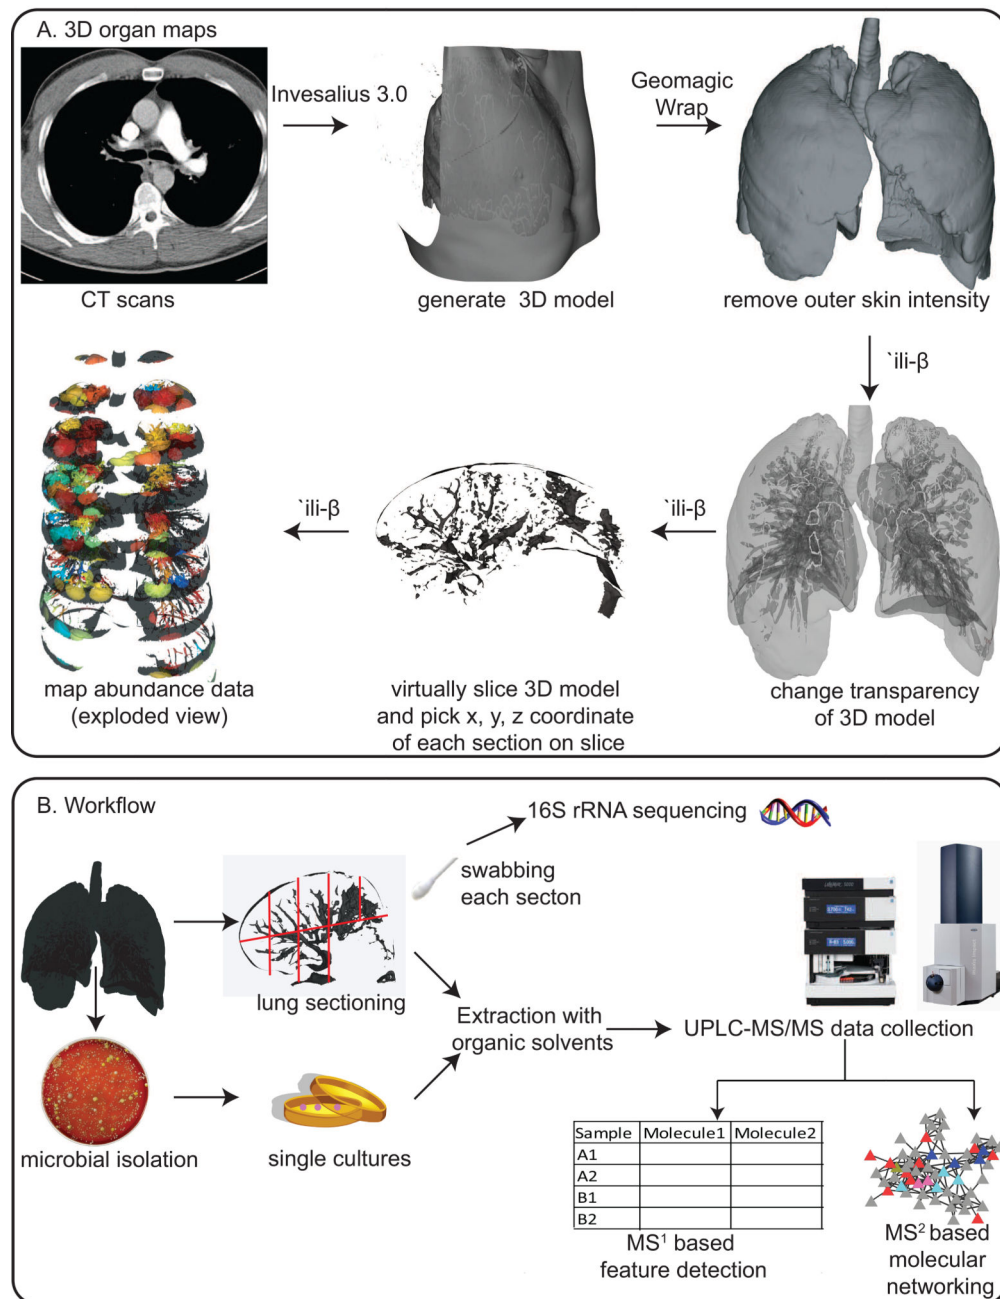 A. 3D organ maps
Invesalius 3.0
Geomagic
Wrap
CT scans
generate 3D model
remove outer skin intensity
`ili-β
`ili-β
`ili-β
map abundance data
(exploded view)
virtually slice 3D model
and pick x, y, z coordinate
of each section on slice
change transparency
of 3D model
B. Workflow
16S rRNA sequencing
swabbing
each secton
lung sectioning
Extraction with
organic solvents
UPLC-MS/MS data collection
microbial isolation
single cultures
Sample Molecule1 Molecule2
A1
A2
B1
B2
MS¹ based
feature detection
MS² based
molecular
networking